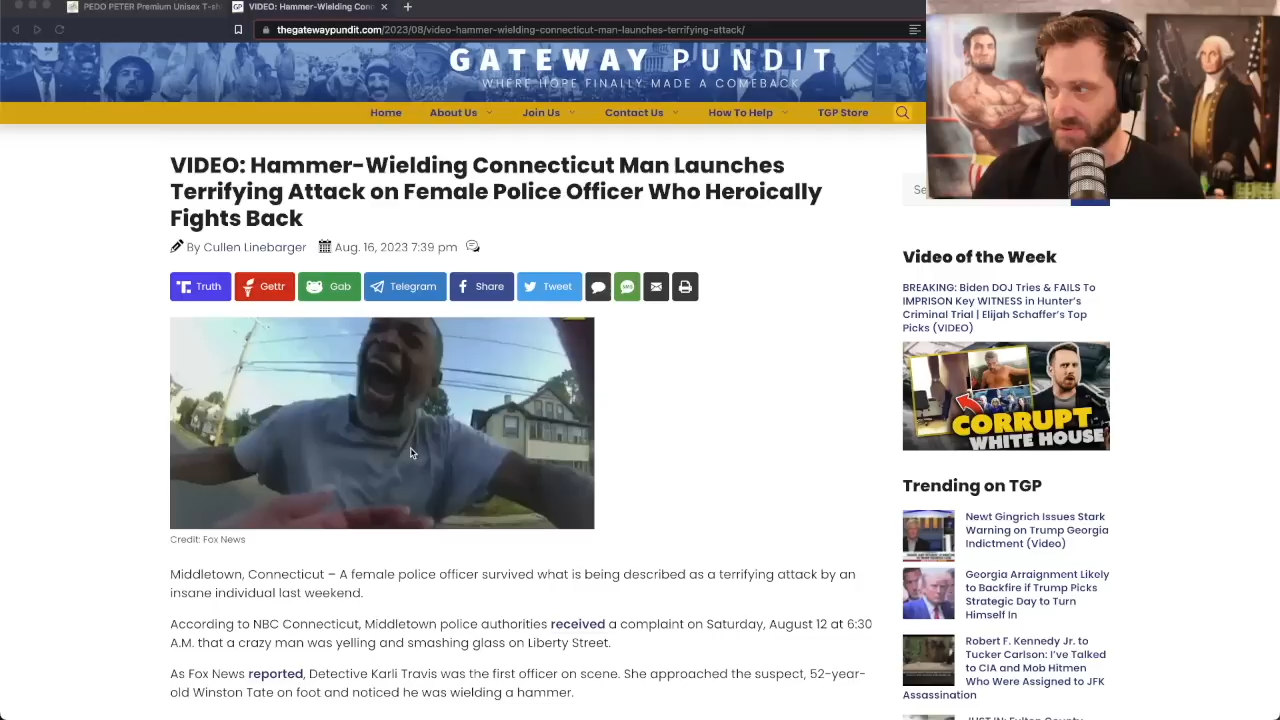 PEDO PETER Premium Unisex T-sh
VIDEO: Hammer-Wielding Con
thegatewaypundit.com/2023/08/video-hammer-wielding-connecticut-man-launches-terrifying-attack/
GATEWAY PUNDIT
WHERE HOPE FINALLY MADE A COMEBACK
Home About Us Join Us Contact Us How To Help TGP Store
VIDEO: Hammer-Wielding Connecticut Man Launches
Terrifying Attack on Female Police Officer Who Heroically
Fights Back
By Cullen Linebarger Aug. 16, 2023 7:39 pm
Truth Gettr Gab Telegram Share Tweet
SMS
Credit: Fox News
Middletown, Connecticut – A female police officer survived what is being described as a terrifying attack by an
insane individual last weekend.
According to NBC Connecticut, Middletown police authorities received a complaint on Saturday, August 12 at 6:30
A.M. that a crazy man was yelling and smashing glass on Liberty Street.
reported, Detective Karli Travis was the first officer on scene. She approached the suspect, 52-year-
old Winston Tate on foot and noticed he was wielding a hammer.
Se
Video of the Week
BREAKING: Biden DOJ Tries & FAILS To
IMPRISON Key WITNESS in Hunter's
Criminal Trial | Elijah Schaffer's Top
Picks (VIDEO)
CORRUPT
WHITE HOUSE
Trending on TGP
Newt Gingrich Issues Stark
Warning on Trump Georgia
Indictment (Video)
Georgia Arraignment Likely
to Backfire if Trump Picks
Strategic Day to Turn
Himself In
Robert F. Kennedy Jr. to
Tucker Carlson: I've Talked
to CIA and Mob Hitmen
Who Were Assigned to JFK
Assassination